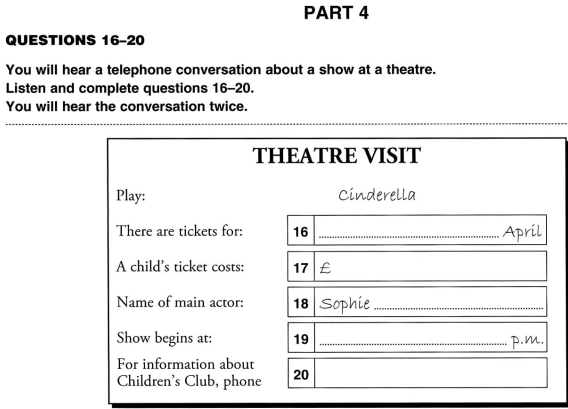 PART 4
QUESTIONS 16–20
You will hear a telephone conversation about a show at a theatre.
Listen and complete questions 16–20.
You will hear the conversation twice.
THEATRE VISIT
Play: Cinderella
There are tickets for: 16 ........................ April
A child's ticket costs: 17 £
Name of main actor: 18 Sophie ........................
Show begins at: 19 ........................ p.m.
For information about
Children's Club, phone 20